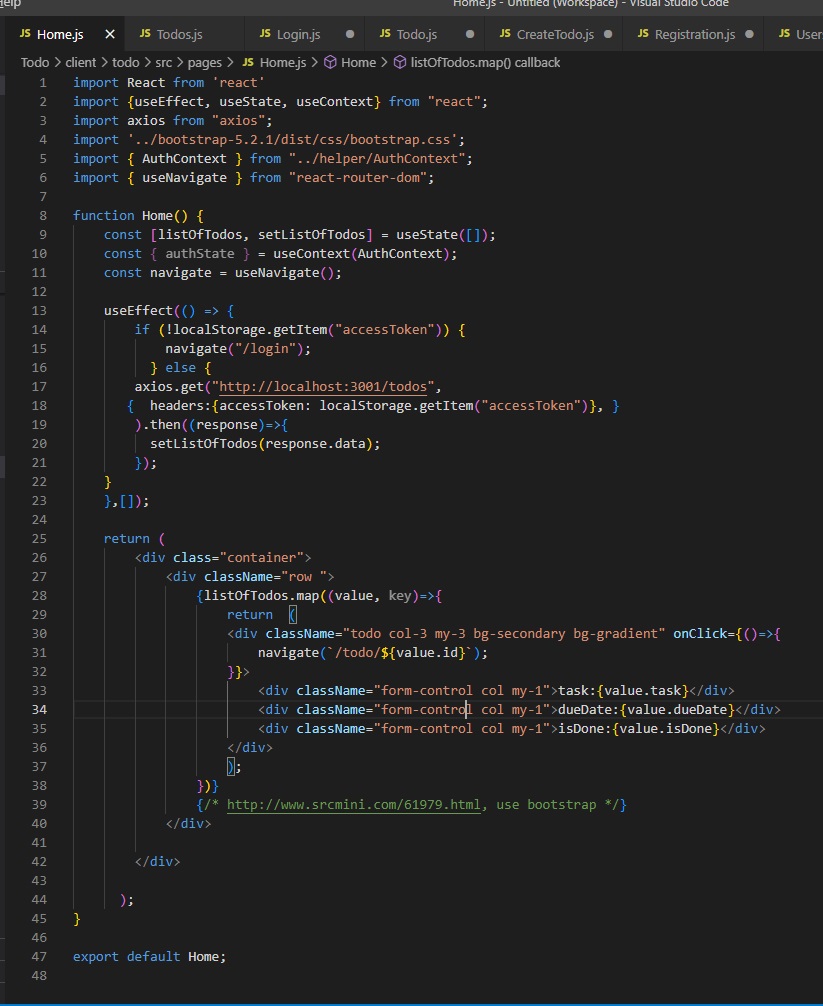 Help
Home.js - Untitled (Workspace) - Visual Studio Code
JS Home.js × JS Todos.js JS Login.js ● JS Todo.js ● JS CreateTodo.js ● JS Registration.js ● JS User
Todo > client > todo > src > pages > JS Home.js > Home > listOfTodos.map() callback
1 import React from 'react'
2 import {useEffect, useState, useContext} from "react";
3 import axios from "axios";
4 import '../bootstrap-5.2.1/dist/css/bootstrap.css';
5 import { AuthContext } from "../helper/AuthContext";
6 import { useNavigate } from "react-router-dom";
7
8 function Home() {
9 const [listOfTodos, setListOfTodos] = useState([]);
10 const { authState } = useContext(AuthContext);
11 const navigate = useNavigate();
12
13 useEffect(() => {
14 if (!localStorage.getItem("accessToken")) {
15 navigate("/login");
16 } else {
17 axios.get("http://localhost:3001/todos",
18 { headers:{accessToken: localStorage.getItem("accessToken")}, }
19 ).then((response)=>{
20 setListOfTodos(response.data);
21 });
22 }
23 },[]);
24
25 return (
26 <div class="container">
27 <div className="row ">
28 {listOfTodos.map((value, key)=>{
29 return (
30 <div className="todo col-3 my-3 bg-secondary bg-gradient" onClick={()=>{
31 navigate(`/todo/${value.id}`);
32 }}>
33 <div className="form-control col my-1">task:{value.task}</div>
34 <div className="form-control col my-1">dueDate:{value.dueDate}</div>
35 <div className="form-control col my-1">isDone:{value.isDone}</div>
36 </div>
37 );
38 })}
39 {/* http://www.srcmini.com/61979.html, use bootstrap */}
40 </div>
41
42 </div>
43
44 );
45 }
46
47 export default Home;
48